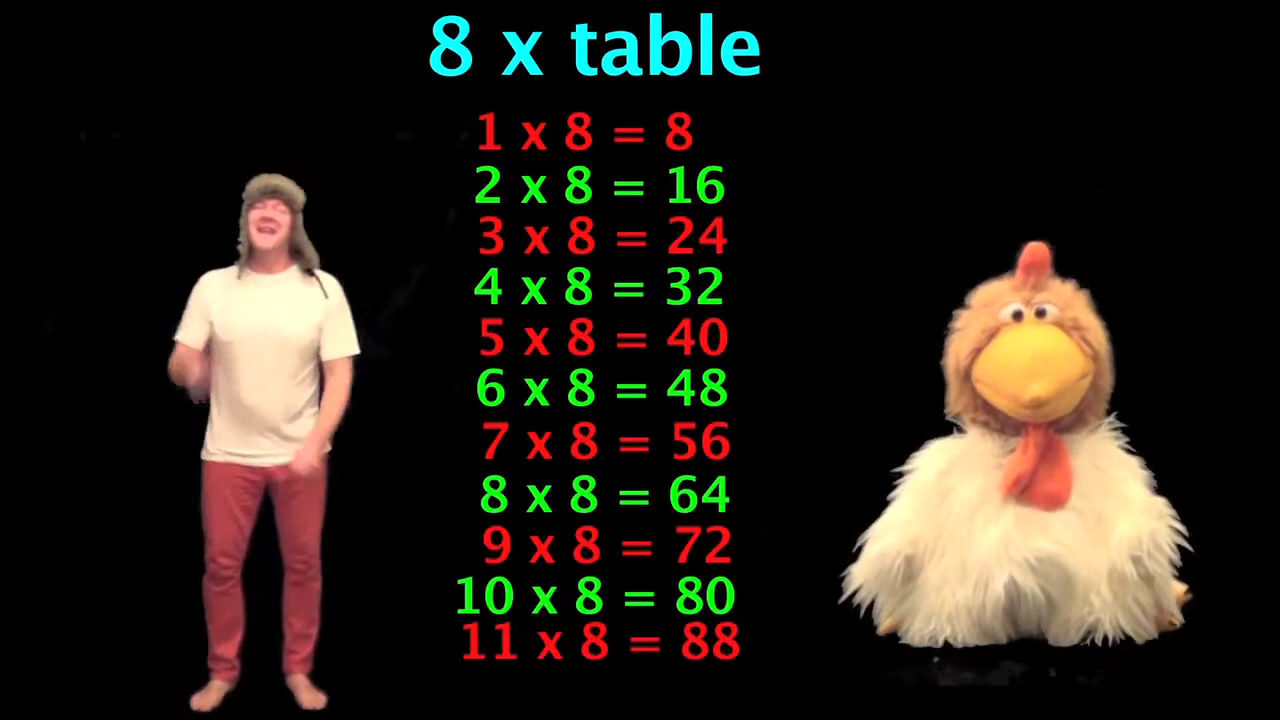 8 x table
1 x 8 = 8
2 x 8 = 16
3 x 8 = 24
4 x 8 = 32
5 x 8 = 40
6 x 8 = 48
7 x 8 = 56
8 x 8 = 64
9 x 8 = 72
10 x 8 = 80
11 x 8 = 88